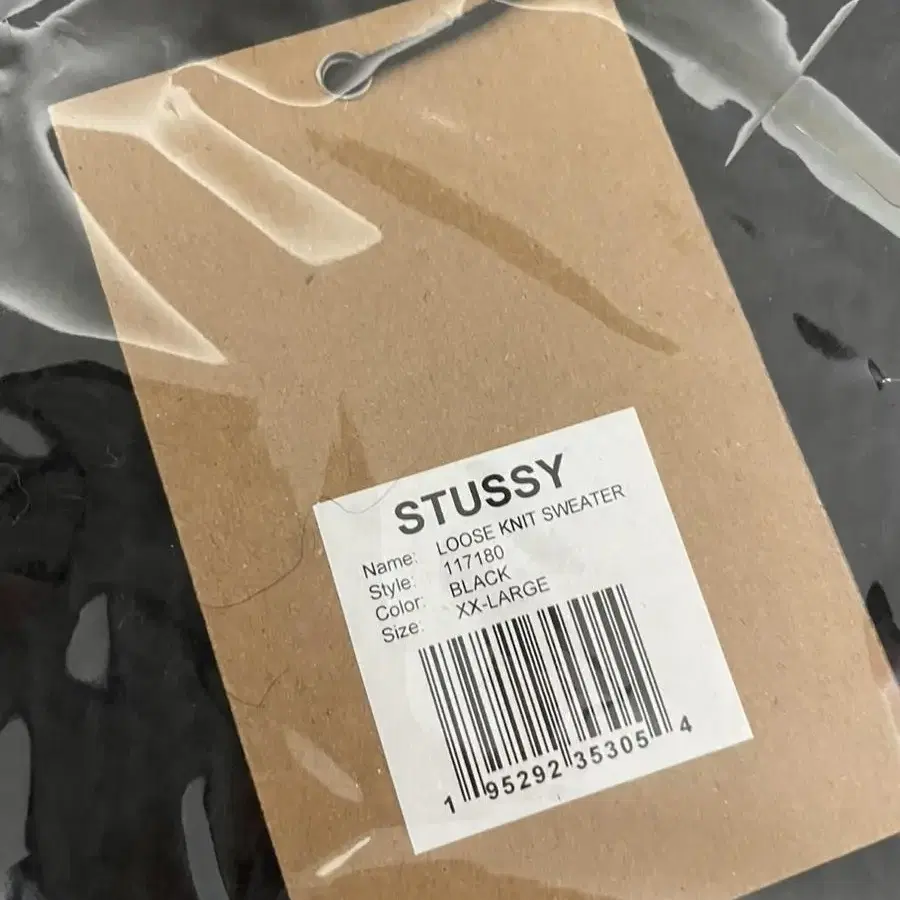 STUSSY
Name: LOOSE KNIT SWEATER
Style: 117180
Color: BLACK
Size: XX-LARGE
1 95292 35305 4